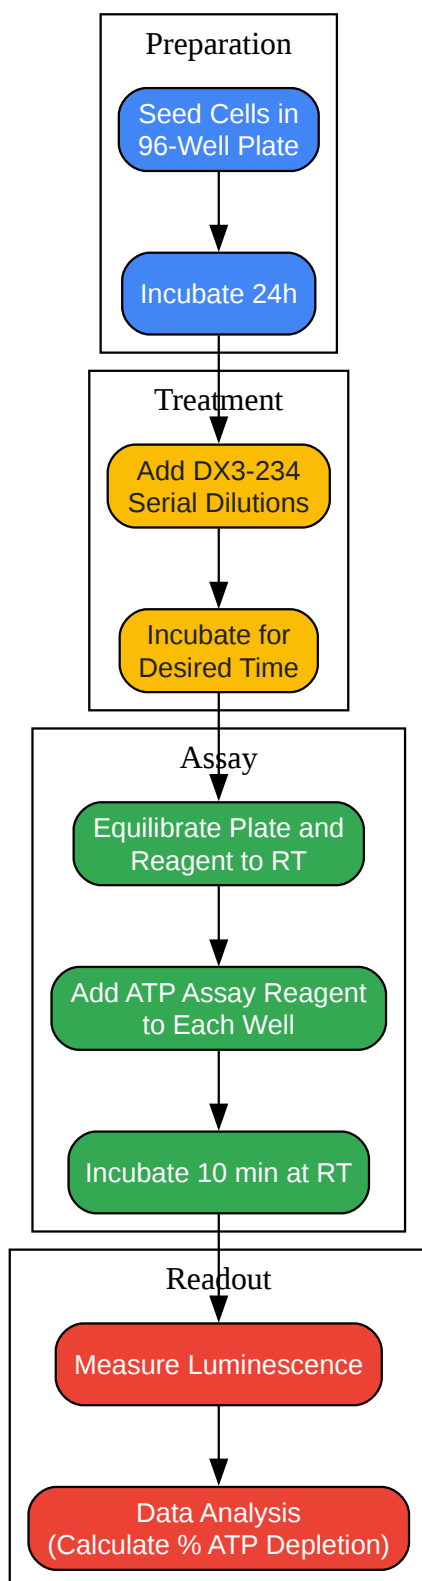 Preparation
Seed Cells in
96-Well Plate
Incubate 24h
Treatment
Add DX3-234
Serial Dilutions
Incubate for
Desired Time
Assay
Equilibrate Plate and
Reagent to RT
Add ATP Assay Reagent
to Each Well
Incubate 10 min at RT
Readout
Measure Luminescence
Data Analysis
(Calculate % ATP Depletion)